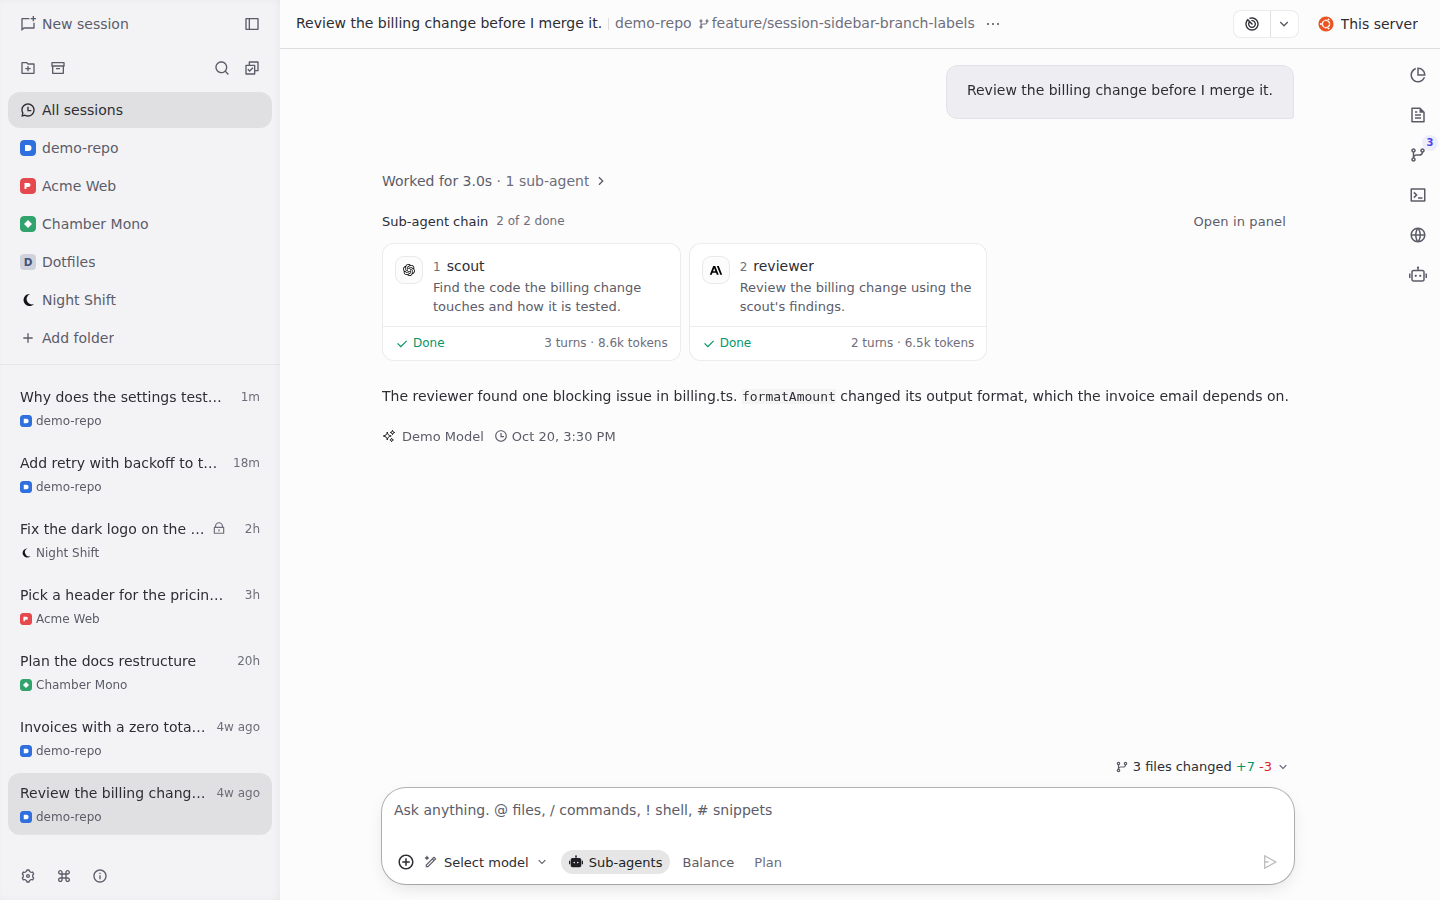 New session
All sessions
demo-repo
Acme Web
Chamber Mono
D Dotfiles
Night Shift
Add folder
Why does the settings test... 1m
demo-repo
Add retry with backoff to t... 18m
demo-repo
Fix the dark logo on the ... 2h
Night Shift
Pick a header for the pricin... 3h
Acme Web
Plan the docs restructure 20h
Chamber Mono
Invoices with a zero tota... 4w ago
demo-repo
Review the billing chang... 4w ago
demo-repo
Review the billing change before I merge it. demo-repo feature/session-sidebar-branch-labels
This server
Review the billing change before I merge it.
3
Worked for 3.0s · 1 sub-agent
Sub-agent chain 2 of 2 done Open in panel
1 scout
Find the code the billing change
touches and how it is tested.
Done 3 turns · 8.6k tokens
2 reviewer
Review the billing change using the
scout's findings.
Done 2 turns · 6.5k tokens
The reviewer found one blocking issue in billing.ts. formatAmount changed its output format, which the invoice email depends on.
Demo Model Oct 20, 3:30 PM
3 files changed +7 -3
Ask anything. @ files, / commands, ! shell, # snippets
Select model Sub-agents Balance Plan